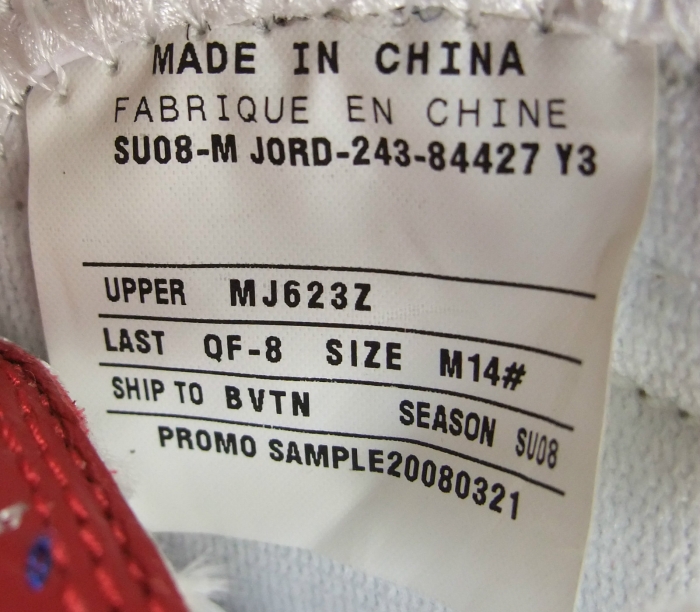 MADE IN CHINA
FABRIQUE EN CHINE
SU08-M JORD-243-84427 Y3
UPPER MJ623Z
LAST QF-8 SIZE M14#
SHIP TO BVTN SEASON SU08
PROMO SAMPLE20080321